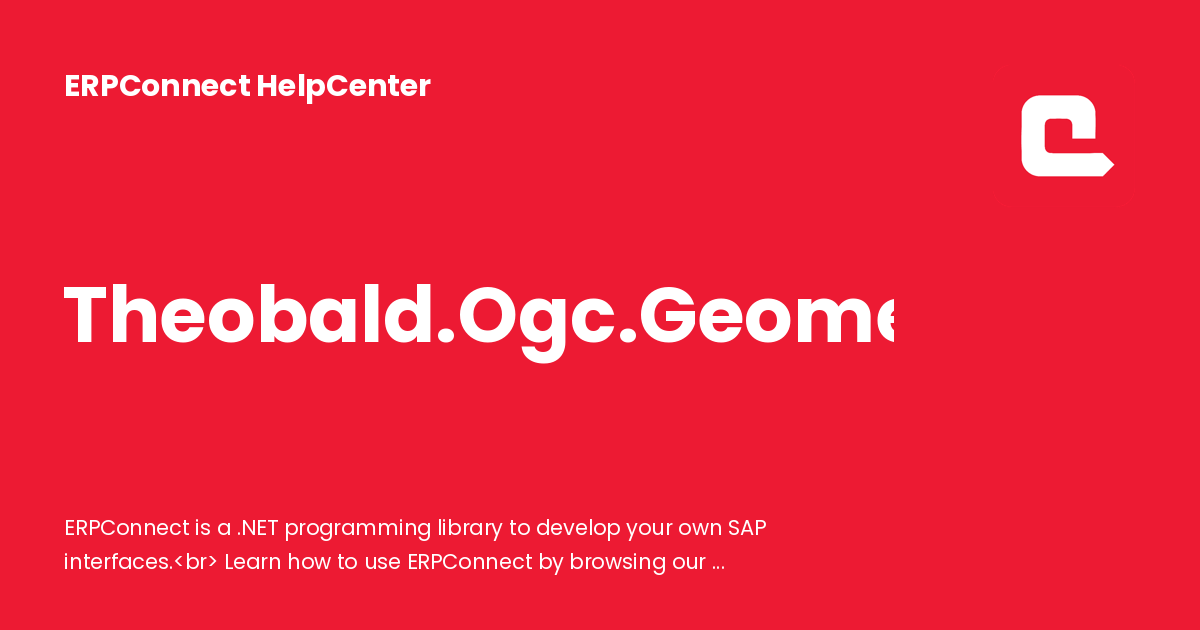 ERPConnect HelpCenter
Theobald.Ogc.Geome
ERPConnect is a .NET programming library to develop your own SAP
interfaces.<br> Learn how to use ERPConnect by browsing our ...